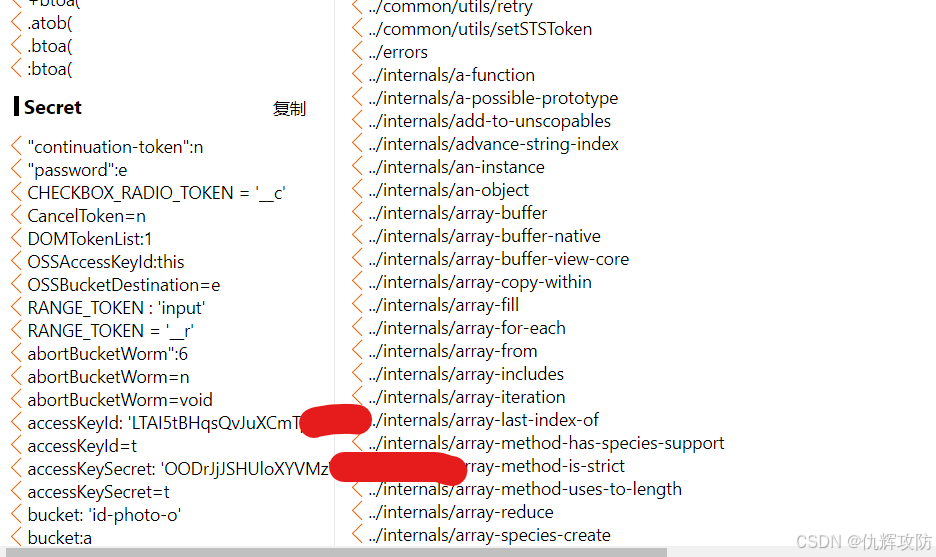 +btoa(
.atob(
.btoa(
:btoa(
Secret
复制
"continuation-token":n
"password":e
CHECKBOX_RADIO_TOKEN = '__c'
CancelToken=n
DOMTokenList:1
OSSAccessKeyId:this
OSSBucketDestination=e
RANGE_TOKEN : 'input'
RANGE_TOKEN = '__r'
abortBucketWorm":6
abortBucketWorm=n
abortBucketWorm=void
accessKeyId: 'LTAI5tBHqsQvJuXCmT
accessKeyId=t
accessKeySecret: 'OODrJjJSHUloXYVMz
accessKeySecret=t
bucket: 'id-photo-o'
bucket:a
../common/utils/retry
../common/utils/setSTSToken
../errors
../internals/a-function
../internals/a-possible-prototype
../internals/add-to-unscopables
../internals/advance-string-index
../internals/an-instance
../internals/an-object
../internals/array-buffer
../internals/array-buffer-native
../internals/array-buffer-view-core
../internals/array-copy-within
../internals/array-fill
../internals/array-for-each
../internals/array-from
../internals/array-includes
../internals/array-iteration
../internals/array-last-index-of
../internals/array-method-has-species-support
array-method-is-strict
../internals/array-method-uses-to-length
../internals/array-reduce
../internals/array-species-create
CSDN @仇辉攻防